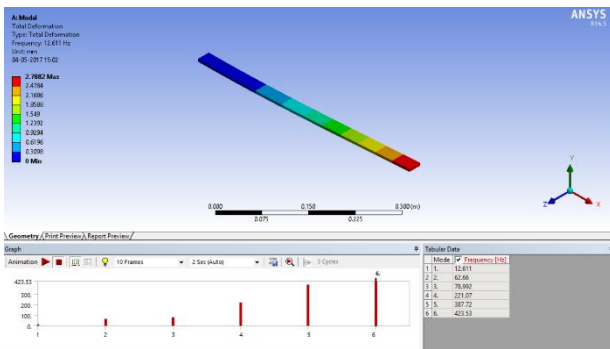 A: Modal
Total Deformation
Type: Total Deformation
Frequency: 12.611 Hz
Unit: mm
04-05-2017 15:02
2.7882 Max
2.4784
2.1686
1.8588
1.549
1.2392
0.9294
0.6196
0.3098
0 Min
ANSYS
R16.5
0.000
0.150
0.300(m)
0.075
0.225
Y
Z
X
Geometry / Print Preview / Report Preview /
Graph
Animation
10 Frames
2 Sec (Auto)
3 Cycles
6.
423.53
300.
200.
100.
0.
1
2
3
4
5
6
Tabular Data
Mode Frequency [Hz]
1 1. 12.611
2 2. 62.66
3 3. 78.992
4 4. 221.07
5 5. 387.72
6 6. 423.53